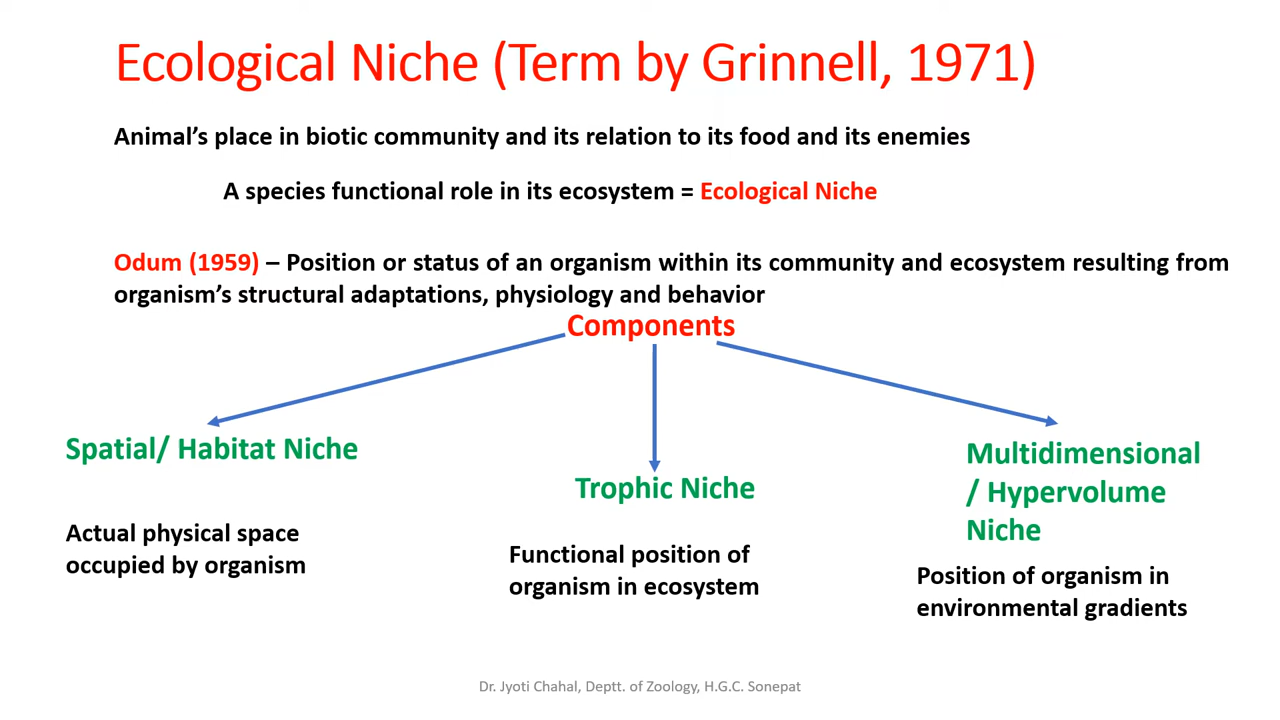 Ecological Niche (Term by Grinnell, 1971)
Animal's place in biotic community and its relation to its food and its enemies
A species functional role in its ecosystem = Ecological Niche
Odum (1959) – Position or status of an organism within its community and ecosystem resulting from
organism's structural adaptations, physiology and behavior
Components
Spatial/ Habitat Niche
Actual physical space
occupied by organism
Trophic Niche
Functional position of
organism in ecosystem
Multidimensional
/ Hypervolume
Niche
Position of organism in
environmental gradients
Dr. Jyoti Chahal, Deptt. of Zoology, H.G.C. Sonepat